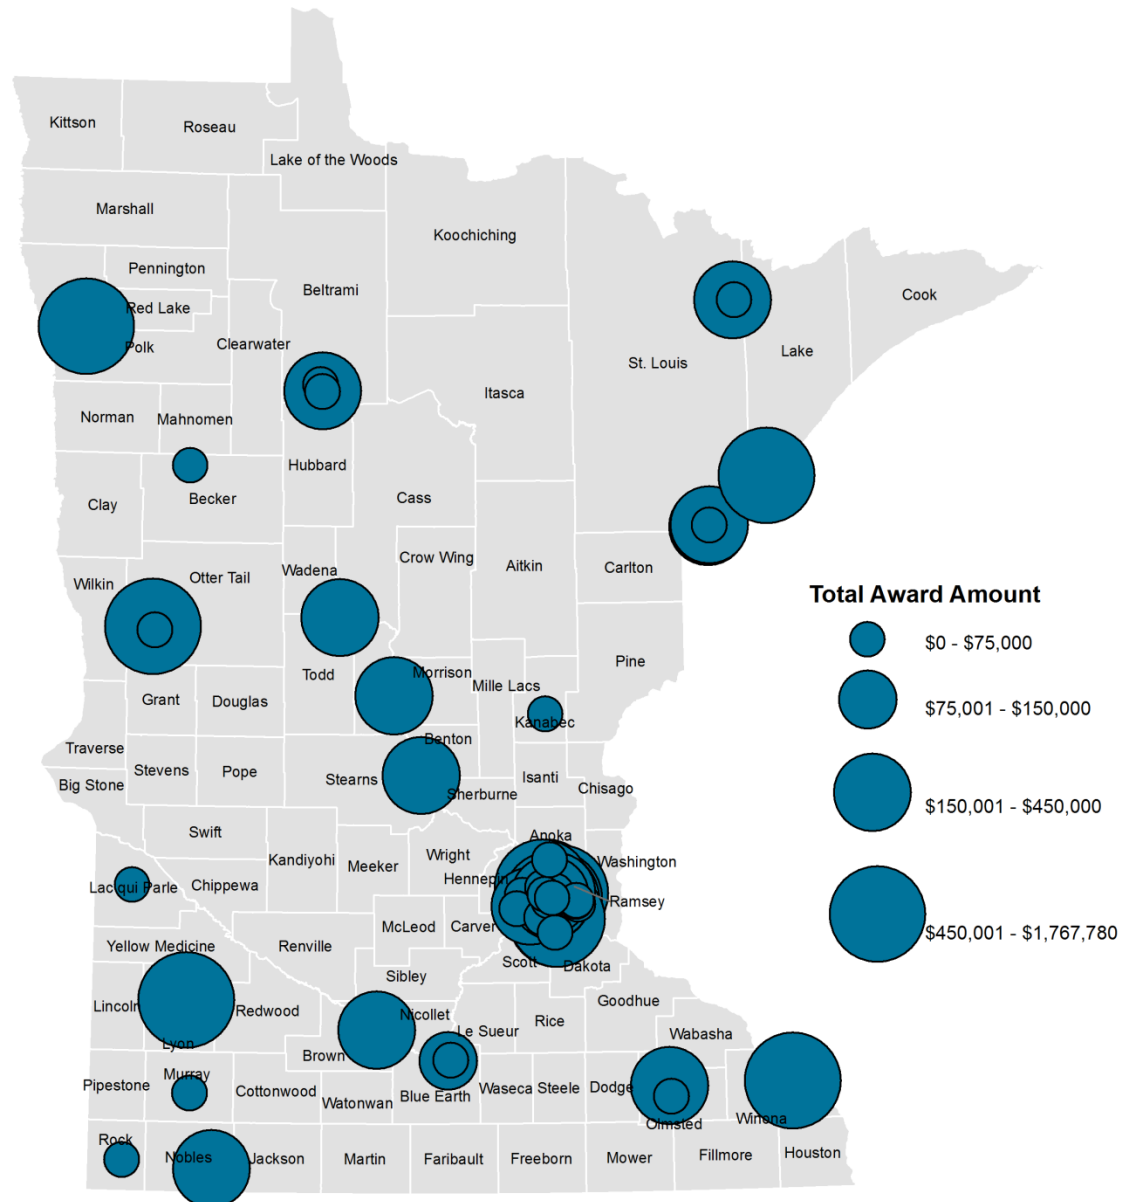 Kittson
Roseau
Lake of the Woods
Marshall
Koochiching
Pennington
Beltrami
Cook
Red Lake
Polk
Clearwater
St. Louis
Lake
Itasca
Norman
Mahnomen
Hubbard
Becker
Cass
Clay
Crow Wing
Aitkin
Carlton
Wilkin
Otter Tail
Wadena
Total Award Amount
$0 - $75,000
Pine
Todd
Morrison
Mille Lacs
Grant
Douglas
$75,001 - $150,000
Kanabec
Benton
Traverse
Stevens
Pope
Stearns
Isanti
Big Stone
Sherburne
Chisago
$150,001 - $450,000
Swift
Anoka
Kandiyohi
Meeker
Wright
Washington
Hennepin
Lac qui Parle
Chippewa
Ramsey
McLeod
Carver
$450,001 - $1,767,780
Yellow Medicine
Renville
Scott
Dakota
Sibley
Goodhue
Lincoln
Redwood
Nicollet
Rice
Le Sueur
Wabasha
Lyon
Brown
Murray
Pipestone
Cottonwood
Watonwan
Blue Earth
Waseca
Steele
Dodge
Olmsted
Winona
Rock
Nobles
Jackson
Martin
Faribault
Freeborn
Mower
Fillmore
Houston